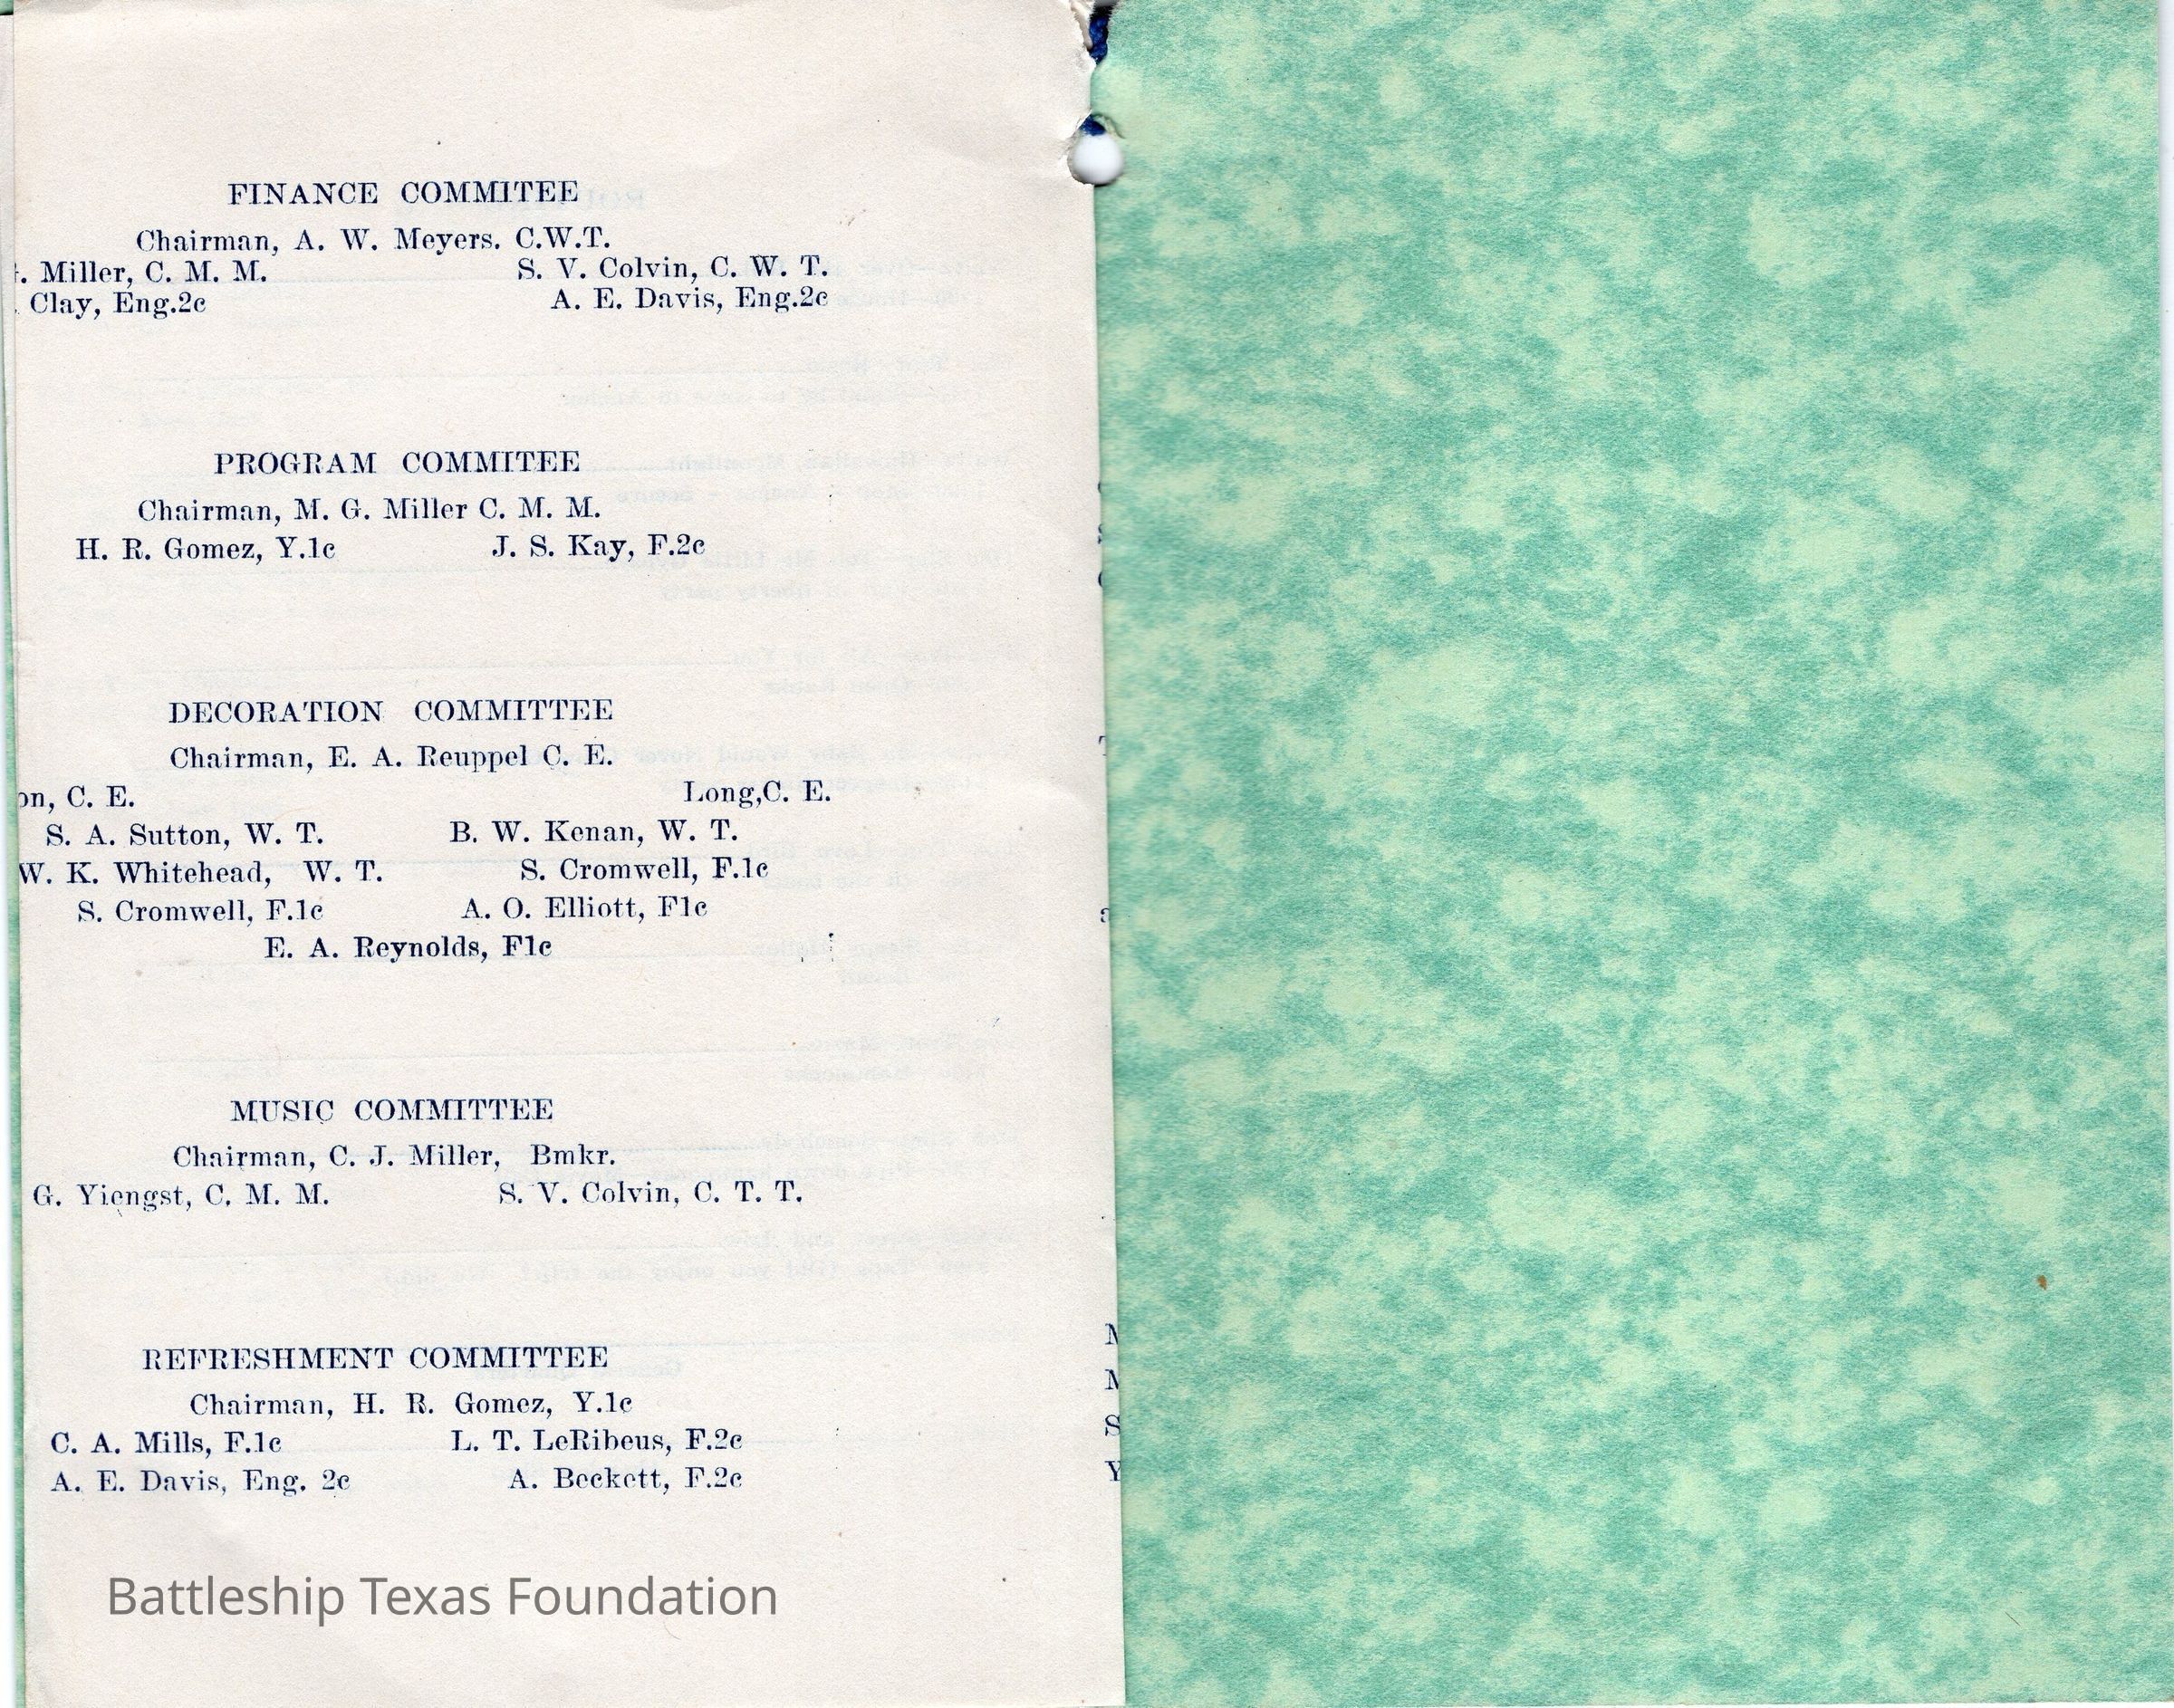 FINANCE COMMITEE
Chairman, A. W. Meyers. C.W.T.
. Miller, C. M. M. S. V. Colvin, C. W. T.
Clay, Eng.2c A. E. Davis, Eng.2c
PROGRAM COMMITEE
Chairman, M. G. Miller C. M. M.
H. R. Gomez, Y.1c J. S. Kay, F.2c
DECORATION COMMITTEE
Chairman, E. A. Reuppel C. E.
on, C. E. Long,C. E.
S. A. Sutton, W. T. B. W. Kenan, W. T.
W. K. Whitehead, W. T. S. Cromwell, F.1c
S. Cromwell, F.1c A. O. Elliott, F1c
E. A. Reynolds, F1c
MUSIC COMMITTEE
Chairman, C. J. Miller, Bmkr.
G. Yiengst, C. M. M. S. V. Colvin, C. T. T.
REFRESHMENT COMMITTEE
Chairman, H. R. Gomez, Y.1c
C. A. Mills, F.1c L. T. LeRibeus, F.2c
A. E. Davis, Eng. 2c A. Beckett, F.2c
Battleship Texas Foundation